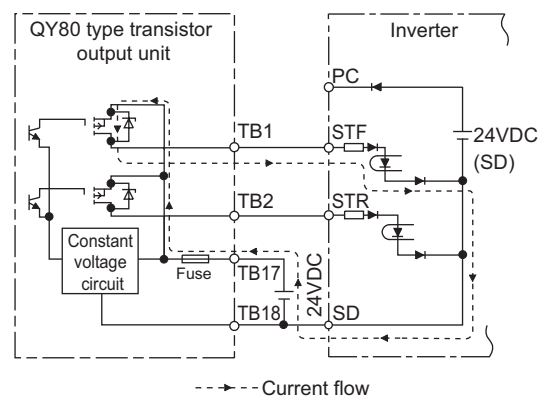 QY80 type transistor
output unit
Inverter
PC
TB1
STF
24VDC
(SD)
TB2
STR
Constant
voltage
circuit
Fuse
TB17
24VDC
TB18
SD
Current flow